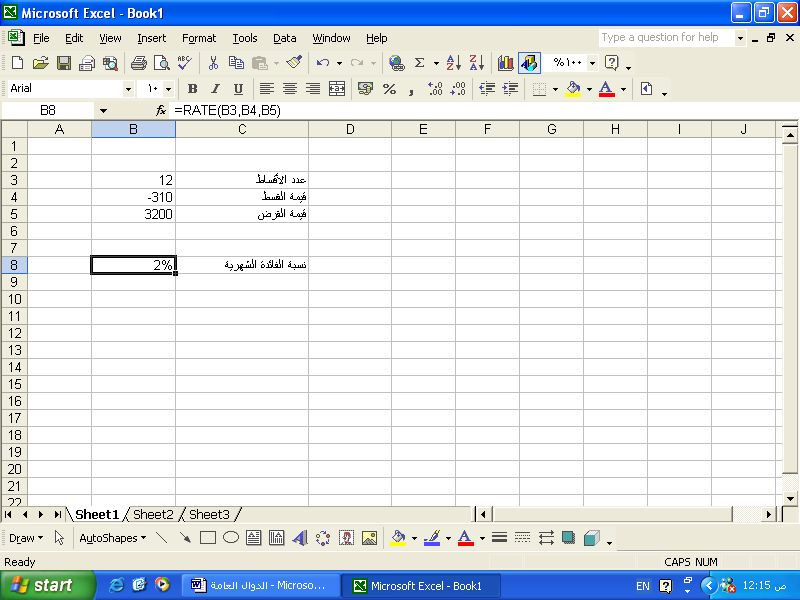 Microsoft Excel - Book1
File Edit View Insert Format Tools Data Window Help
Type a question for help
%١٠٠
Arial ١٠ B I U
B8 fx =RATE(B3,B4,B5)
A B C D E F G H I J
1
2
3 12 عدد الاقساط
4 -310 قيمة القسط
5 3200 قيمة القرض
6
7
8 2% نسبة الفائدة الشهرية
9
10
11
12
13
14
15
16
17
18
19
20
21
22
Sheet1 Sheet2 Sheet3
Draw AutoShapes
Ready CAPS NUM
start الدوال العامة - Microso... Microsoft Excel - Book1 EN 12:15 ص